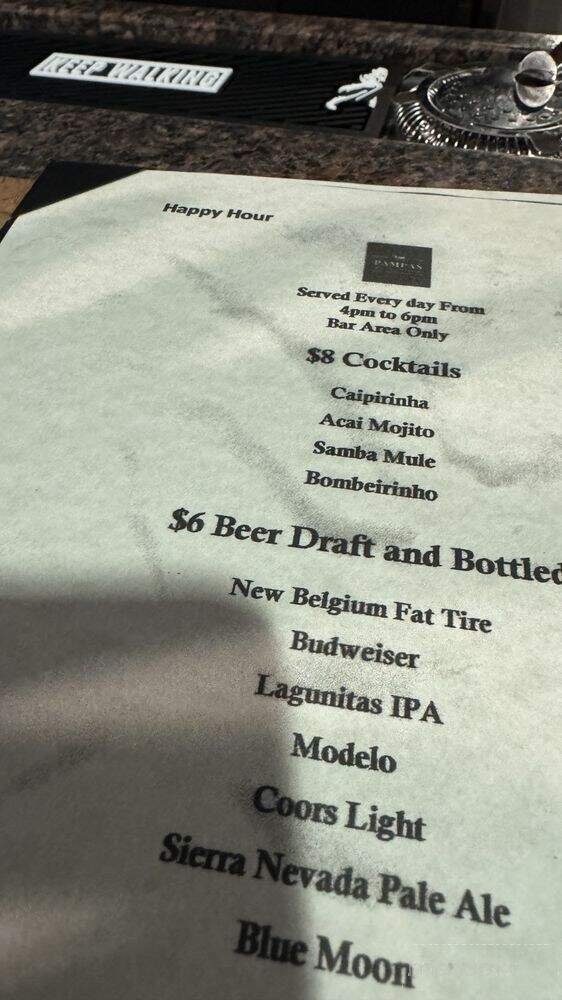 KEEP WALKING
Happy Hour
PAMPAS
Served Every day From
4pm to 6pm
Bar Area Only
$8 Cocktails
Caipirinha
Acai Mojito
Samba Mule
Bombeirinho
$6 Beer Draft and Bottled
New Belgium Fat Tire
Budweiser
Lagunitas IPA
Modelo
Coors Light
Sierra Nevada Pale Ale
Blue Moon